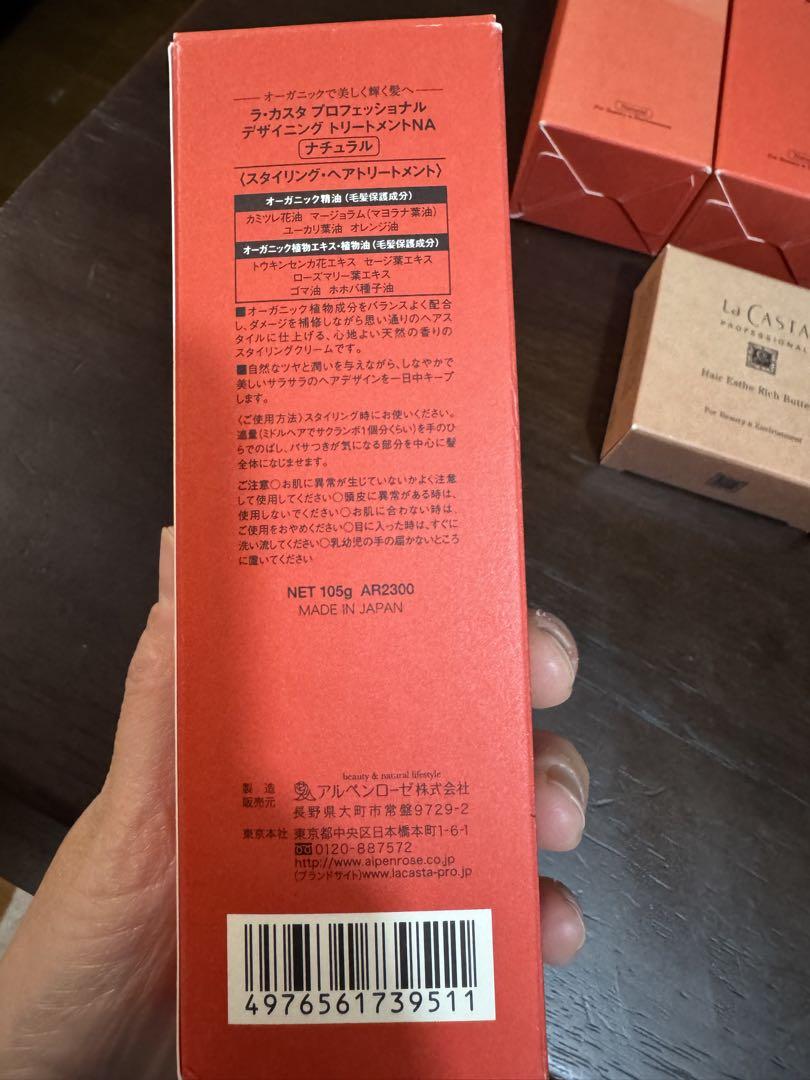 オーガニックで美しく輝く髪へ
ラ・カスタ プロフェッショナル
デザイニング トリートメントNA
ナチュラル
〈スタイリング・ヘアトリートメント〉
オーガニック精油(毛髪保護成分)
カミツレ花油 マージョラム(マヨラナ葉油)
ユーカリ葉油 オレンジ油
オーガニック植物エキス・植物油(毛髪保護成分)
トウキンセンカ花エキス セージ葉エキス
ローズマリー葉エキス
ゴマ油 ホホバ種子油
■オーガニック植物成分をバランスよく配合
し、ダメージを補修しながら思い通りのヘアス
タイルに仕上げる、心地よい天然の香りの
スタイリングクリームです。
■自然なツヤと潤いを与えながら、しなやかで
美しいサラサラのヘアデザインを一日中キープ
します。
〈ご使用方法〉スタイリング時にお使いください。
適量(ミドルヘアでサクランボ1個分くらい)を手のひ
らでのばし、パサつきが気になる部分を中心に髪
全体になじませます。
ご注意○お肌に異常が生じていないかよく注意
して使用してください○頭皮に異常がある時は、
使用しないでください○お肌に合わない時は、
ご使用をおやめください○目に入った時は、すぐに
洗い流してください○乳幼児の手の届かないところ
に置いてください
NET 105g AR2300
MADE IN JAPAN
beauty & natural lifestyle
製造
販売元
アルペンローゼ株式会社
長野県大町市常盤9729-2
東京本社 東京都中央区日本橋本町1-6-1
0120-887572
http://www.alpenrose.co.jp
(ブランドサイト)www.lacasta-pro.jp
4976561739511
Natural
For Beauty & Environment
La CASTA
PROFESSIONAL
Hair Esthe Rich Butte
For Beauty & Environment